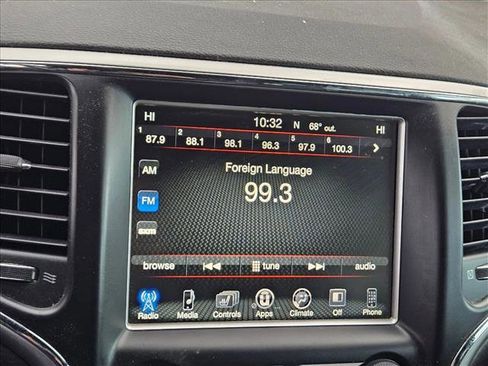 HI 10:32 N 68° out. HI
1 87.9 2 88.1 3 98.1 4 96.3 5 97.9 6 100.3
AM
Foreign Language
FM
99.3
sxm
browse tune audio
Radio Media Controls Apps Climate Off Phone